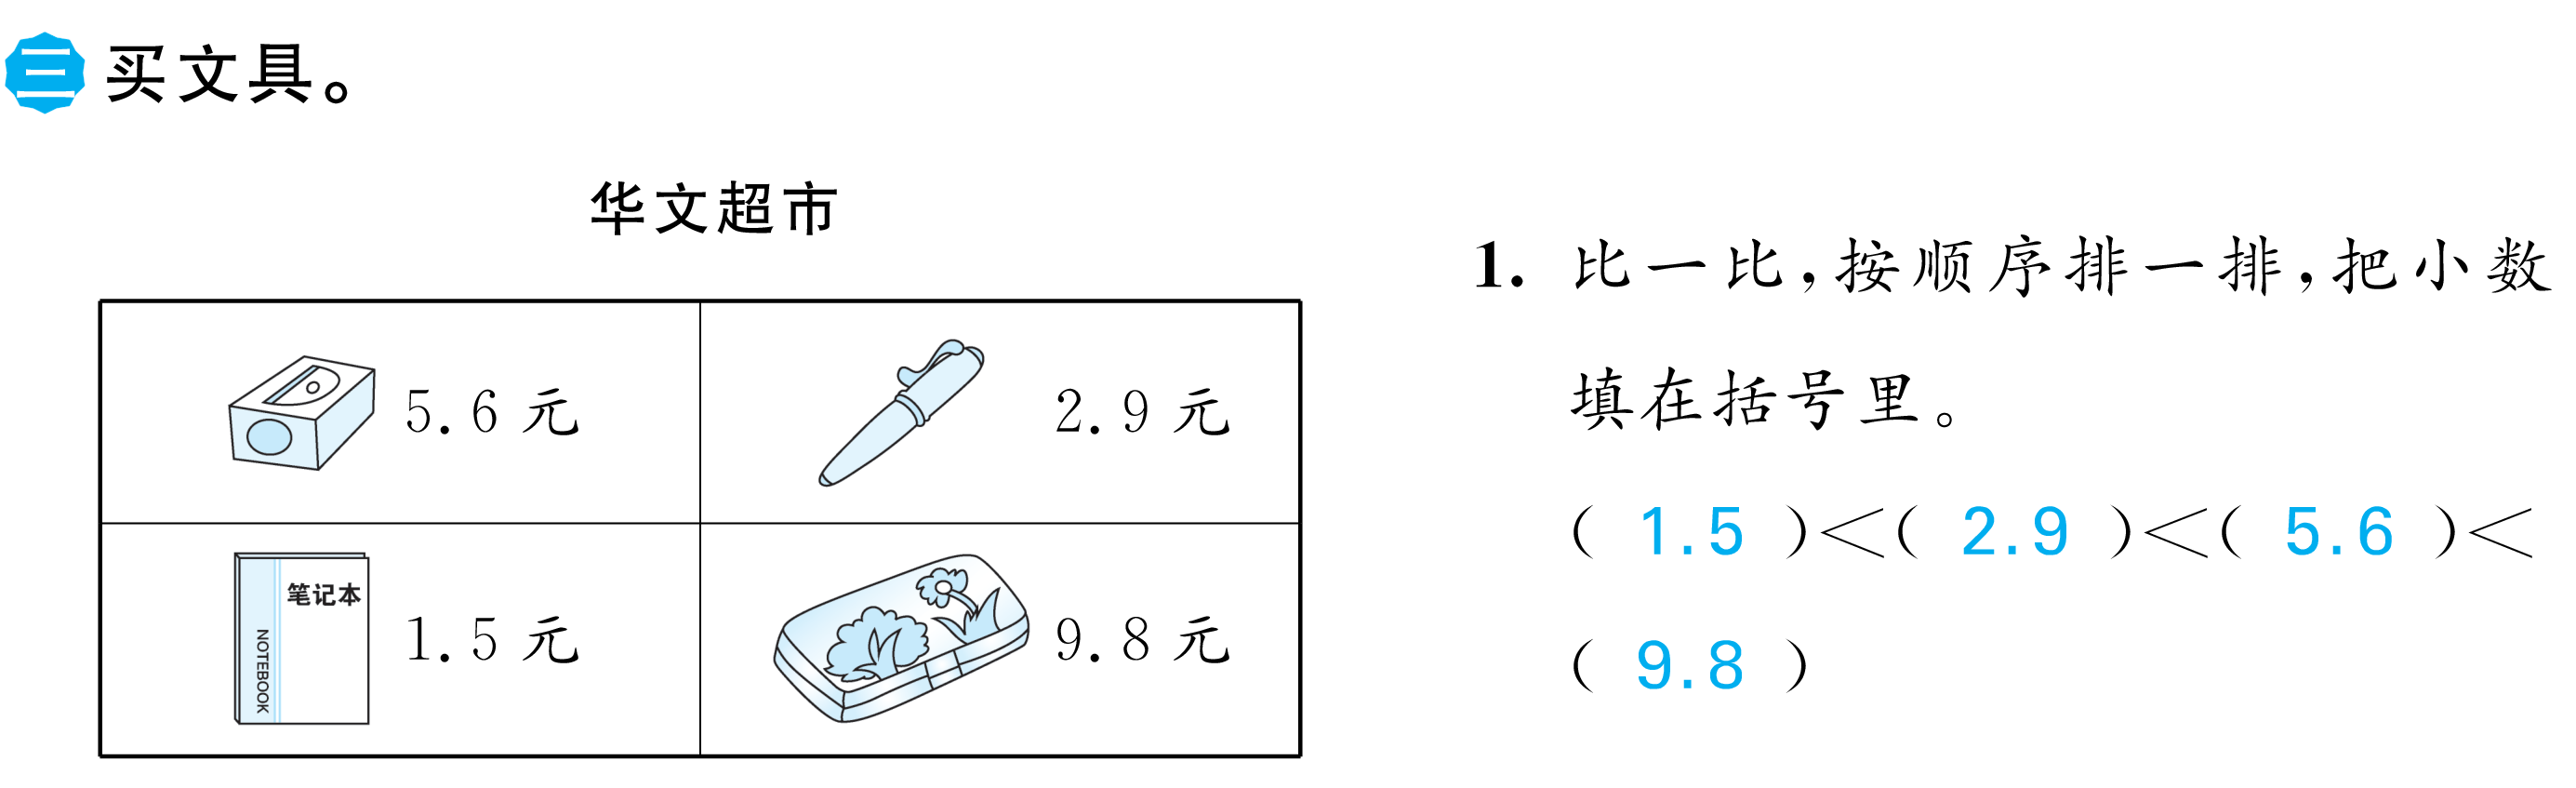 三 买文具。
华文超市
5.6 元
2.9 元
笔记本
NOTEBOOK
1.5 元
9.8 元
1. 比一比,按顺序排一排,把小数
填在括号里。
( 1.5 )<( 2.9 )<( 5.6 )<
( 9.8 )